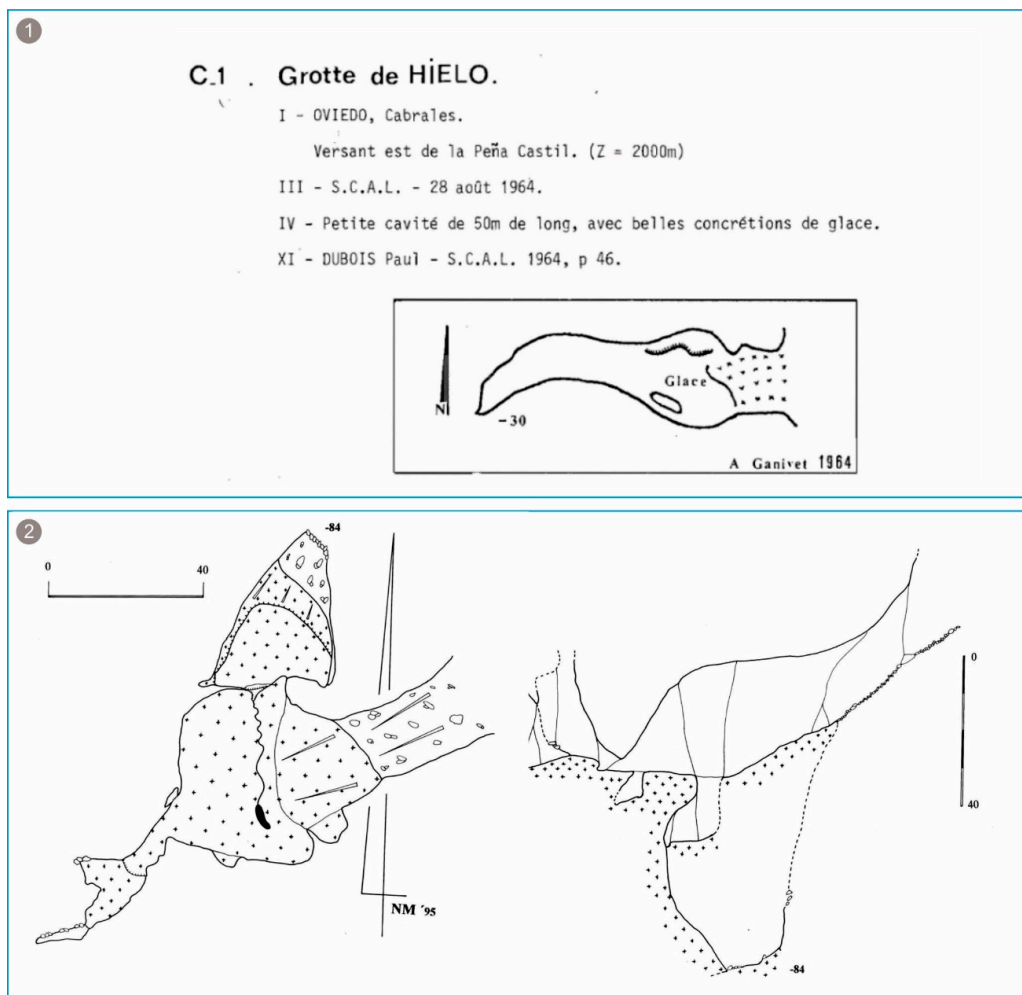 1
C.1 . Grotte de HiELO.
I - OVIEDO, Cabrales.
Versant est de la Peña Castil. (Z = 2000m)
III - S.C.A.L. - 28 août 1964.
IV - Petite cavité de 50m de long, avec belles concrétions de glace.
XI - DUBOIS Paul - S.C.A.L. 1964, p 46.
N
Glace
-30
A Ganivet 1964
2
-84
0 40
0
40
NM '95
-84